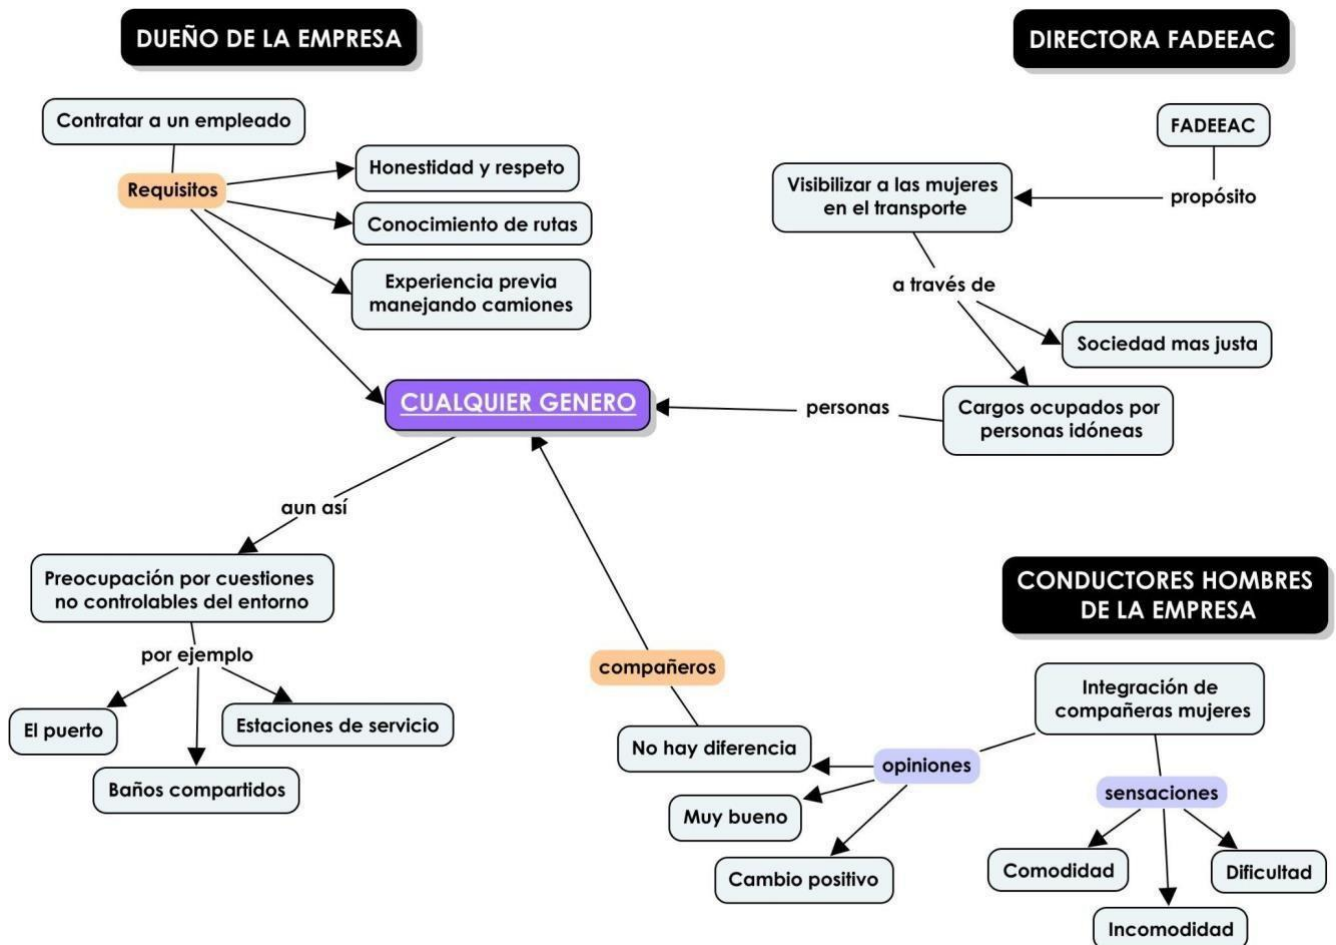 DUEÑO DE LA EMPRESA
Contratar a un empleado
Requisitos
Honestidad y respeto
Conocimiento de rutas
Experiencia previa
manejando camiones
DIRECTORA FADEEAC
FADEEAC
propósito
Visibilizar a las mujeres
en el transporte
a través de
Sociedad mas justa
Cargos ocupados por
personas idóneas
personas
CUALQUIER GENERO
aun así
Preocupación por cuestiones
no controlables del entorno
por ejemplo
El puerto
Baños compartidos
Estaciones de servicio
CONDUCTORES HOMBRES
DE LA EMPRESA
Integración de
compañeras mujeres
opiniones
No hay diferencia
Muy bueno
Cambio positivo
compañeros
sensaciones
Comodidad
Incomodidad
Dificultad